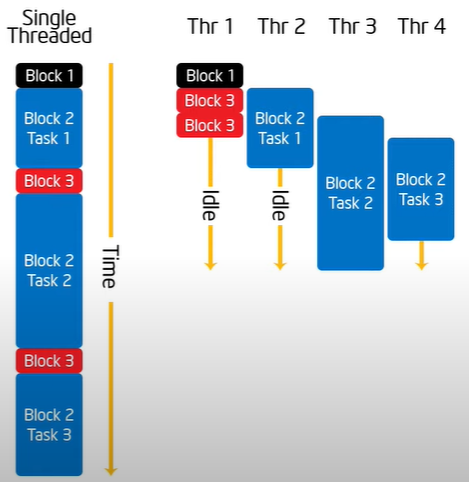 Single
Threaded
Block 1
Block 2
Task 1
Block 3
Block 2
Task 2
Block 3
Block 2
Task 3
Time
Thr 1
Thr 2
Thr 3
Thr 4
Block 1
Block 3
Block 3
Idle
Block 2
Task 1
Idle
Block 2
Task 2
Block 2
Task 3